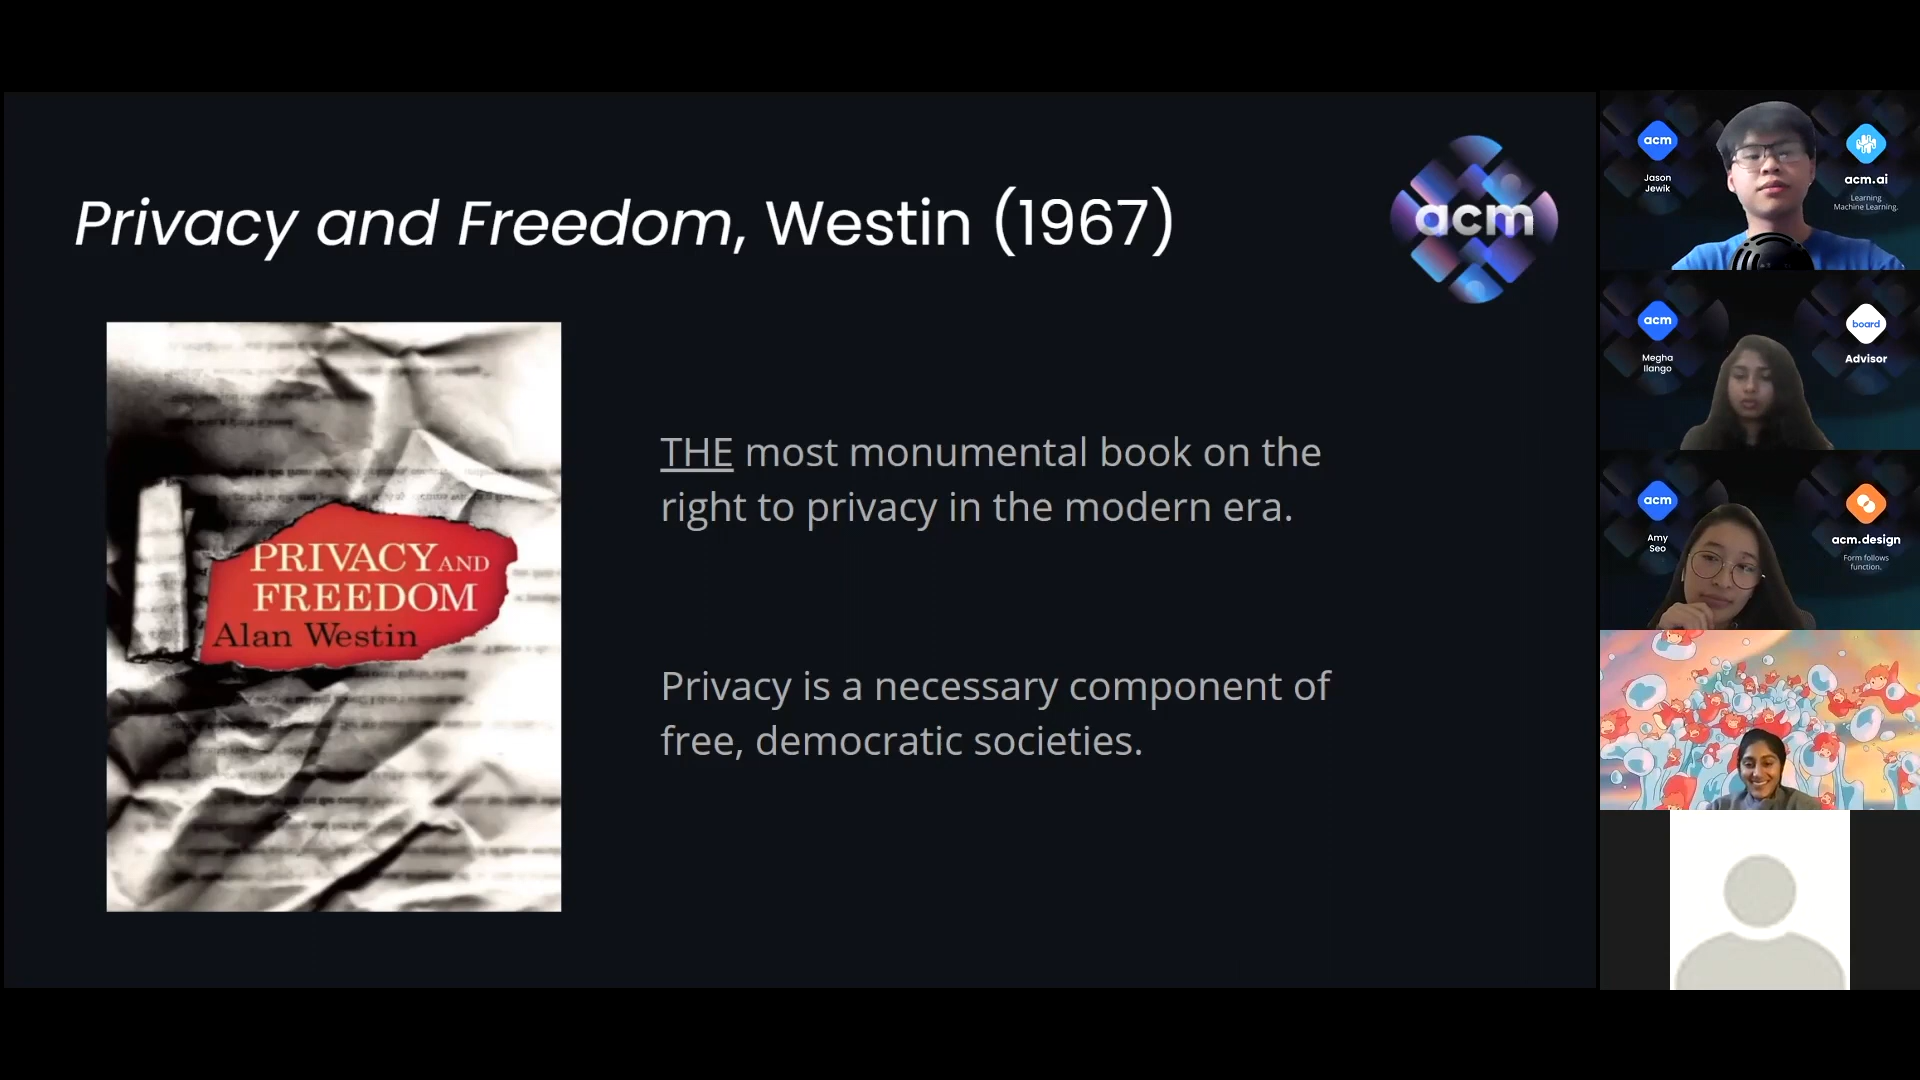 Privacy and Freedom, Westin (1967)
acm
PRIVACY AND
FREEDOM
Alan Westin
THE most monumental book on the
right to privacy in the modern era.
Privacy is a necessary component of
free, democratic societies.
acm
Jason
Jewik
acm.ai
Learning
Machine Learning.
acm
Megha
Ilango
board
Advisor
acm
Amy
Seo
acm.design
Form follows
function.